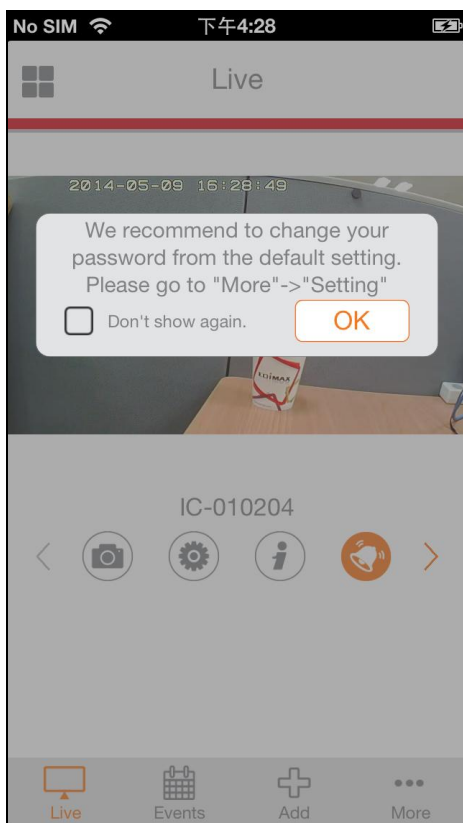 No SIM 下午4:28
Live
2014-05-09 16:28:49
We recommend to change your
password from the default setting.
Please go to "More"->"Setting"
Don't show again. OK
EDIMAX
IC-010204
Live Events Add More